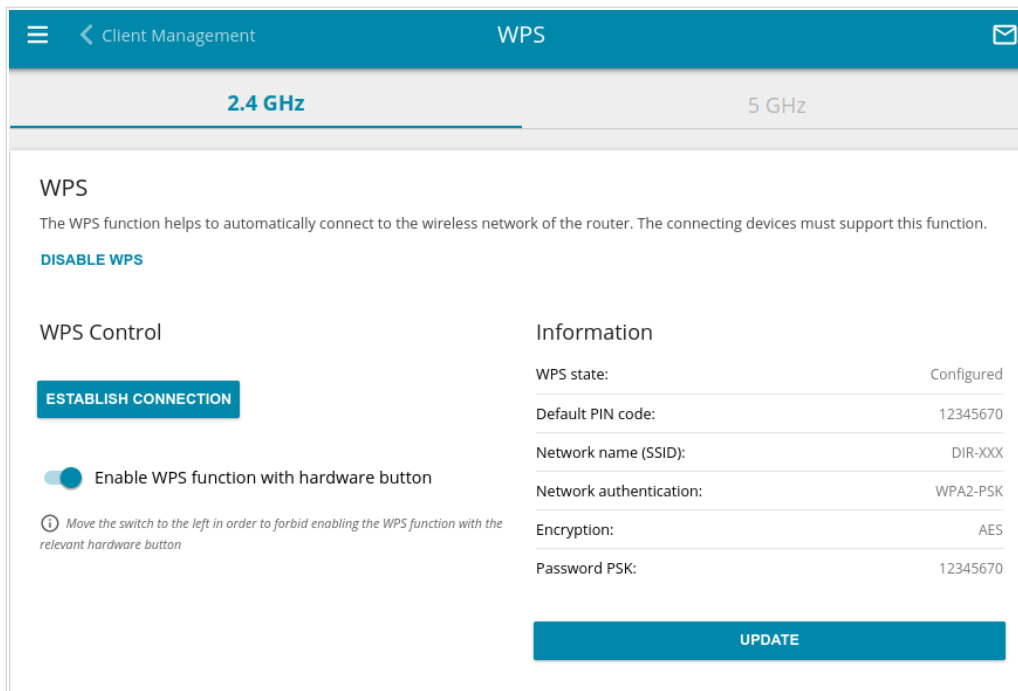 Client Management
WPS
2.4 GHz
5 GHz
WPS
The WPS function helps to automatically connect to the wireless network of the router. The connecting devices must support this function.
DISABLE WPS
WPS Control
ESTABLISH CONNECTION
Enable WPS function with hardware button
Move the switch to the left in order to forbid enabling the WPS function with the
relevant hardware button
Information
WPS state: Configured
Default PIN code: 12345670
Network name (SSID): DIR-XXX
Network authentication: WPA2-PSK
Encryption: AES
Password PSK: 12345670
UPDATE